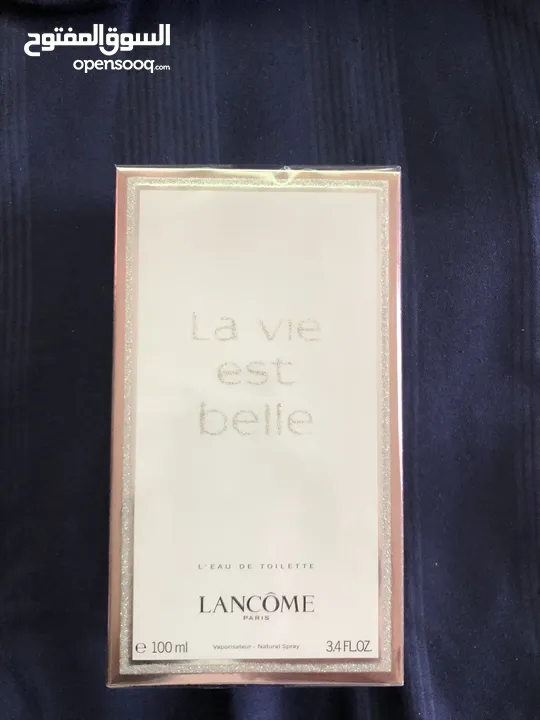 السوق المفتوح
opensooq.com
La vie
est
belle
L'EAU DE TOILETTE
LANCÔME
PARIS
e 100 ml Vaporisateur - Natural Spray 3.4 FL.OZ.